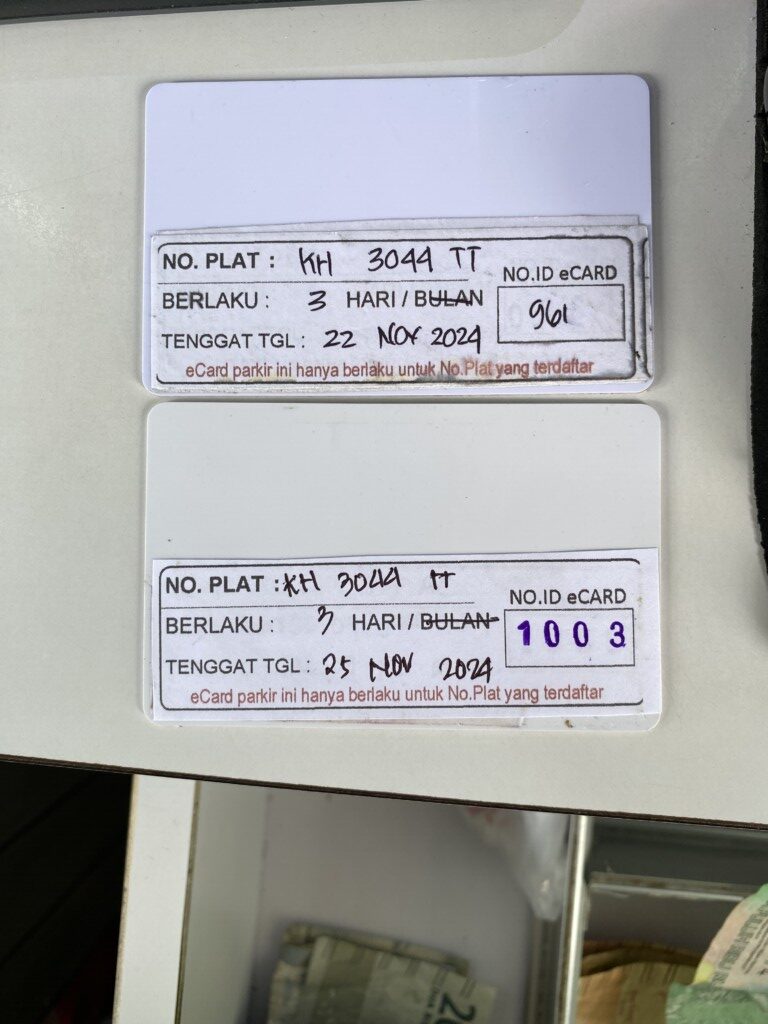 NO. PLAT : KH 3044 TT
NO.ID eCARD
BERLAKU : 3 HARI / BULAN
961
TENGGAT TGL : 22 NOV 2024
eCard parkir ini hanya berlaku untuk No.Plat yang terdaftar
NO. PLAT : KH 3044 TT
NO.ID eCARD
BERLAKU : 3 HARI / BULAN
1003
TENGGAT TGL : 25 NOV 2024
eCard parkir ini hanya berlaku untuk No.Plat yang terdaftar